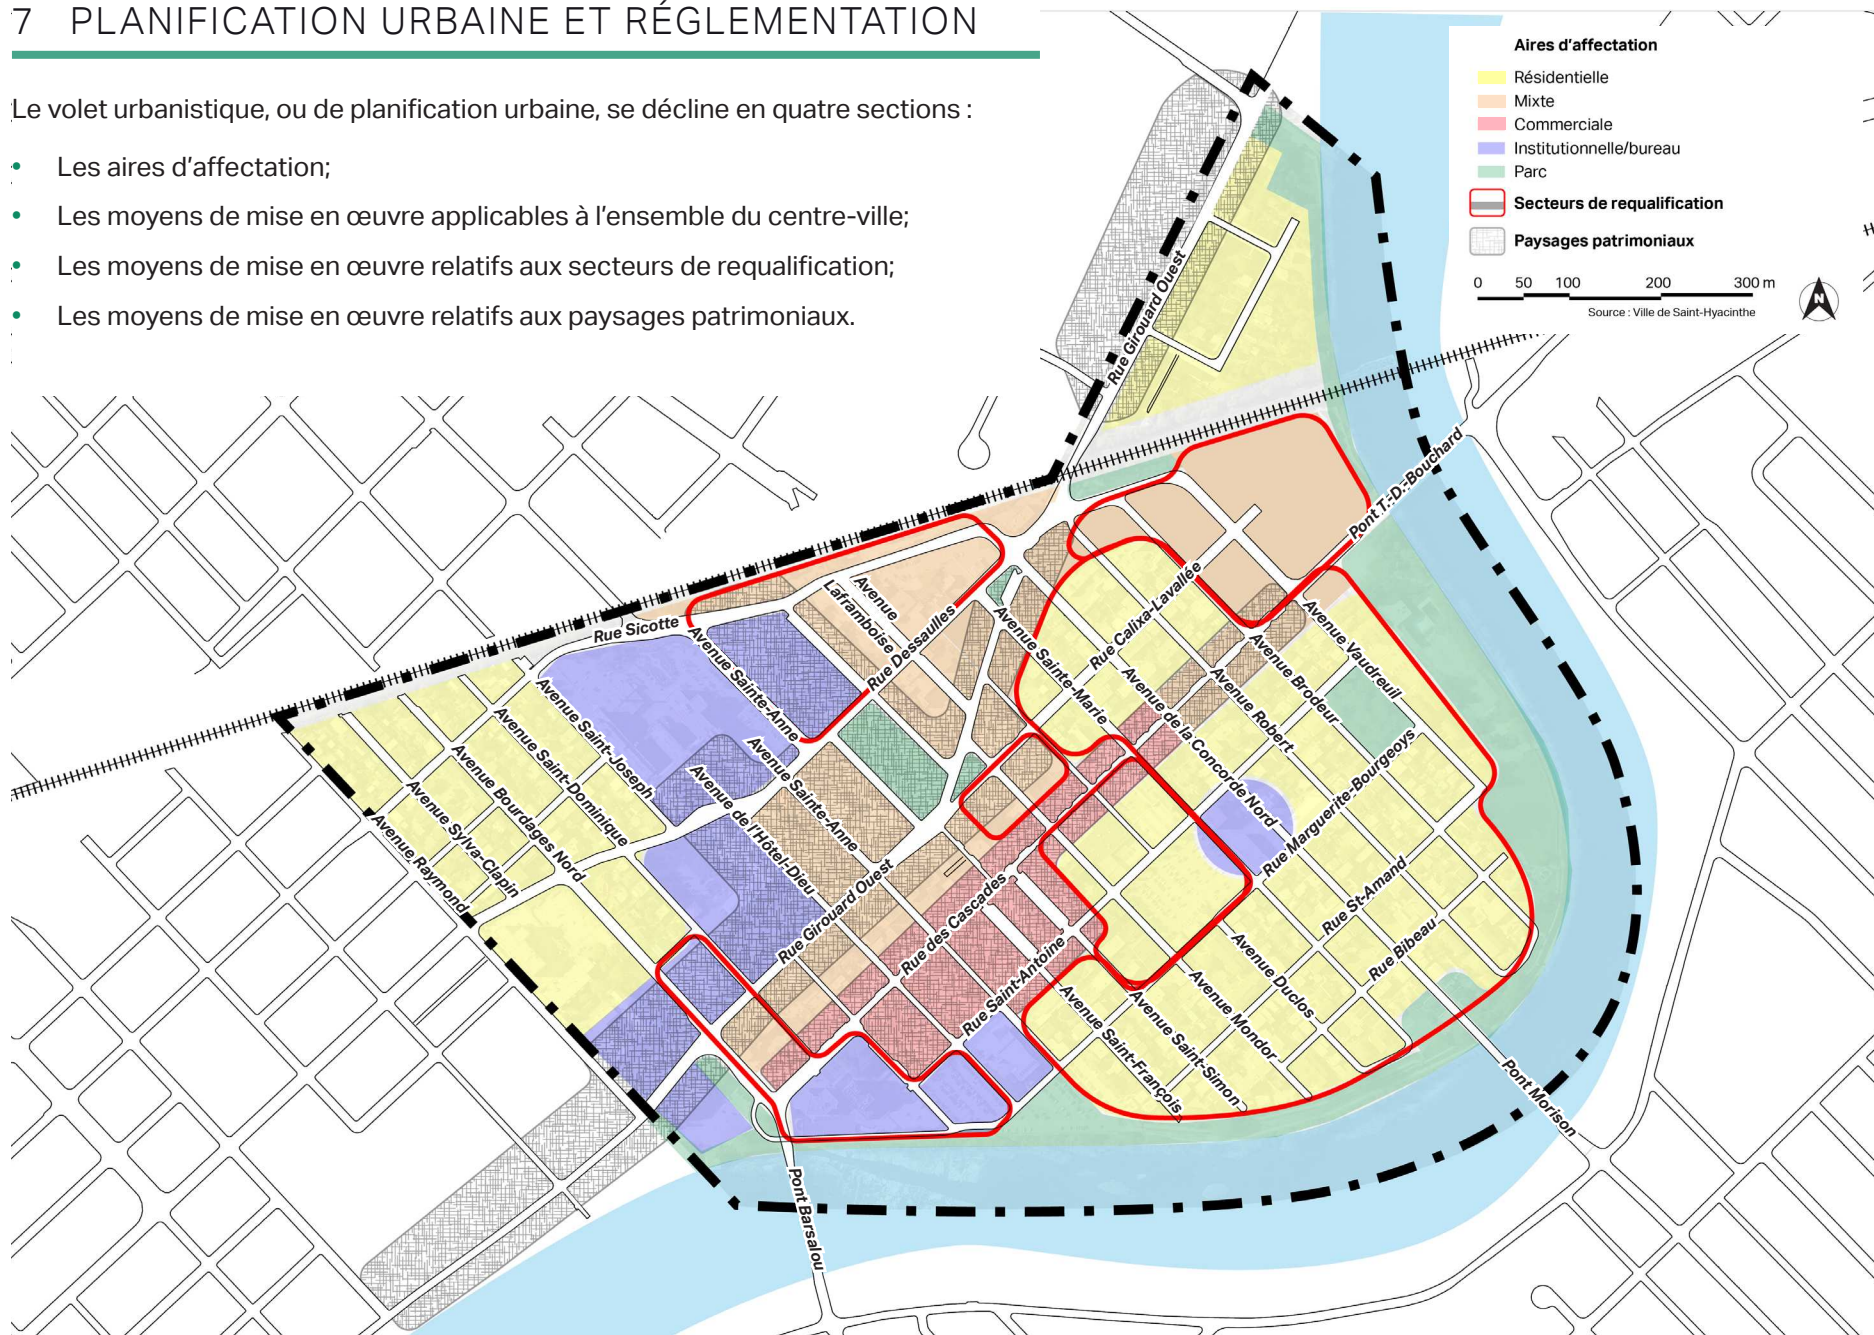 7 PLANIFICATION URBAINE ET RÉGLEMENTATION
Le volet urbanistique, ou de planification urbaine, se décline en quatre sections :
• Les aires d'affectation;
• Les moyens de mise en œuvre applicables à l'ensemble du centre-ville;
• Les moyens de mise en œuvre relatifs aux secteurs de requalification;
• Les moyens de mise en œuvre relatifs aux paysages patrimoniaux.
Aires d'affectation
Résidentielle
Mixte
Commerciale
Institutionnelle/bureau
Parc
Secteurs de requalification
Paysages patrimoniaux
0 50 100 200 300 m
N
Source : Ville de Saint-Hyacinthe
Rue Girouard Ouest
Pont T.-D.-Bouchard
Rue Sicotte
Avenue Laframboise
Rue Dessaulles
Avenue Sainte-Anne
Avenue Sainte-Marie
Rue Calixa-Lavallée
Avenue de la Concorde Nord
Avenue Robert
Avenue Brodeur
Avenue Vaudreuil
Avenue Saint-Joseph
Avenue Saint-Dominique
Avenue Bourdages Nord
Avenue Sylva-Clapin
Avenue Raymond
Avenue de l'Hôtel-Dieu
Avenue Sainte-Anne
Rue Girouard Ouest
Rue des Cascades
Rue Saint-Antoine
Rue Marguerite-Bourgeoys
Rue St-Amand
Rue Bibeau
Avenue Duclos
Avenue Mondor
Avenue Saint-Simon
Avenue Saint-François
Pont Morison
Pont Barsalou